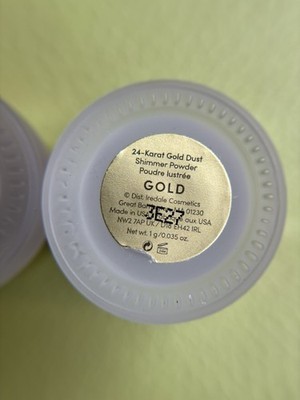 24-Karat Gold Dust
Shimmer Powder
Poudre lustrée
GOLD
© Dist: Iredale Cosmetics
Great Ba 01230
3E27
Made in US aux USA
NW2 7AP UK/ D18 EH42 IRL
Net wt. 1 g/0.035 oz.